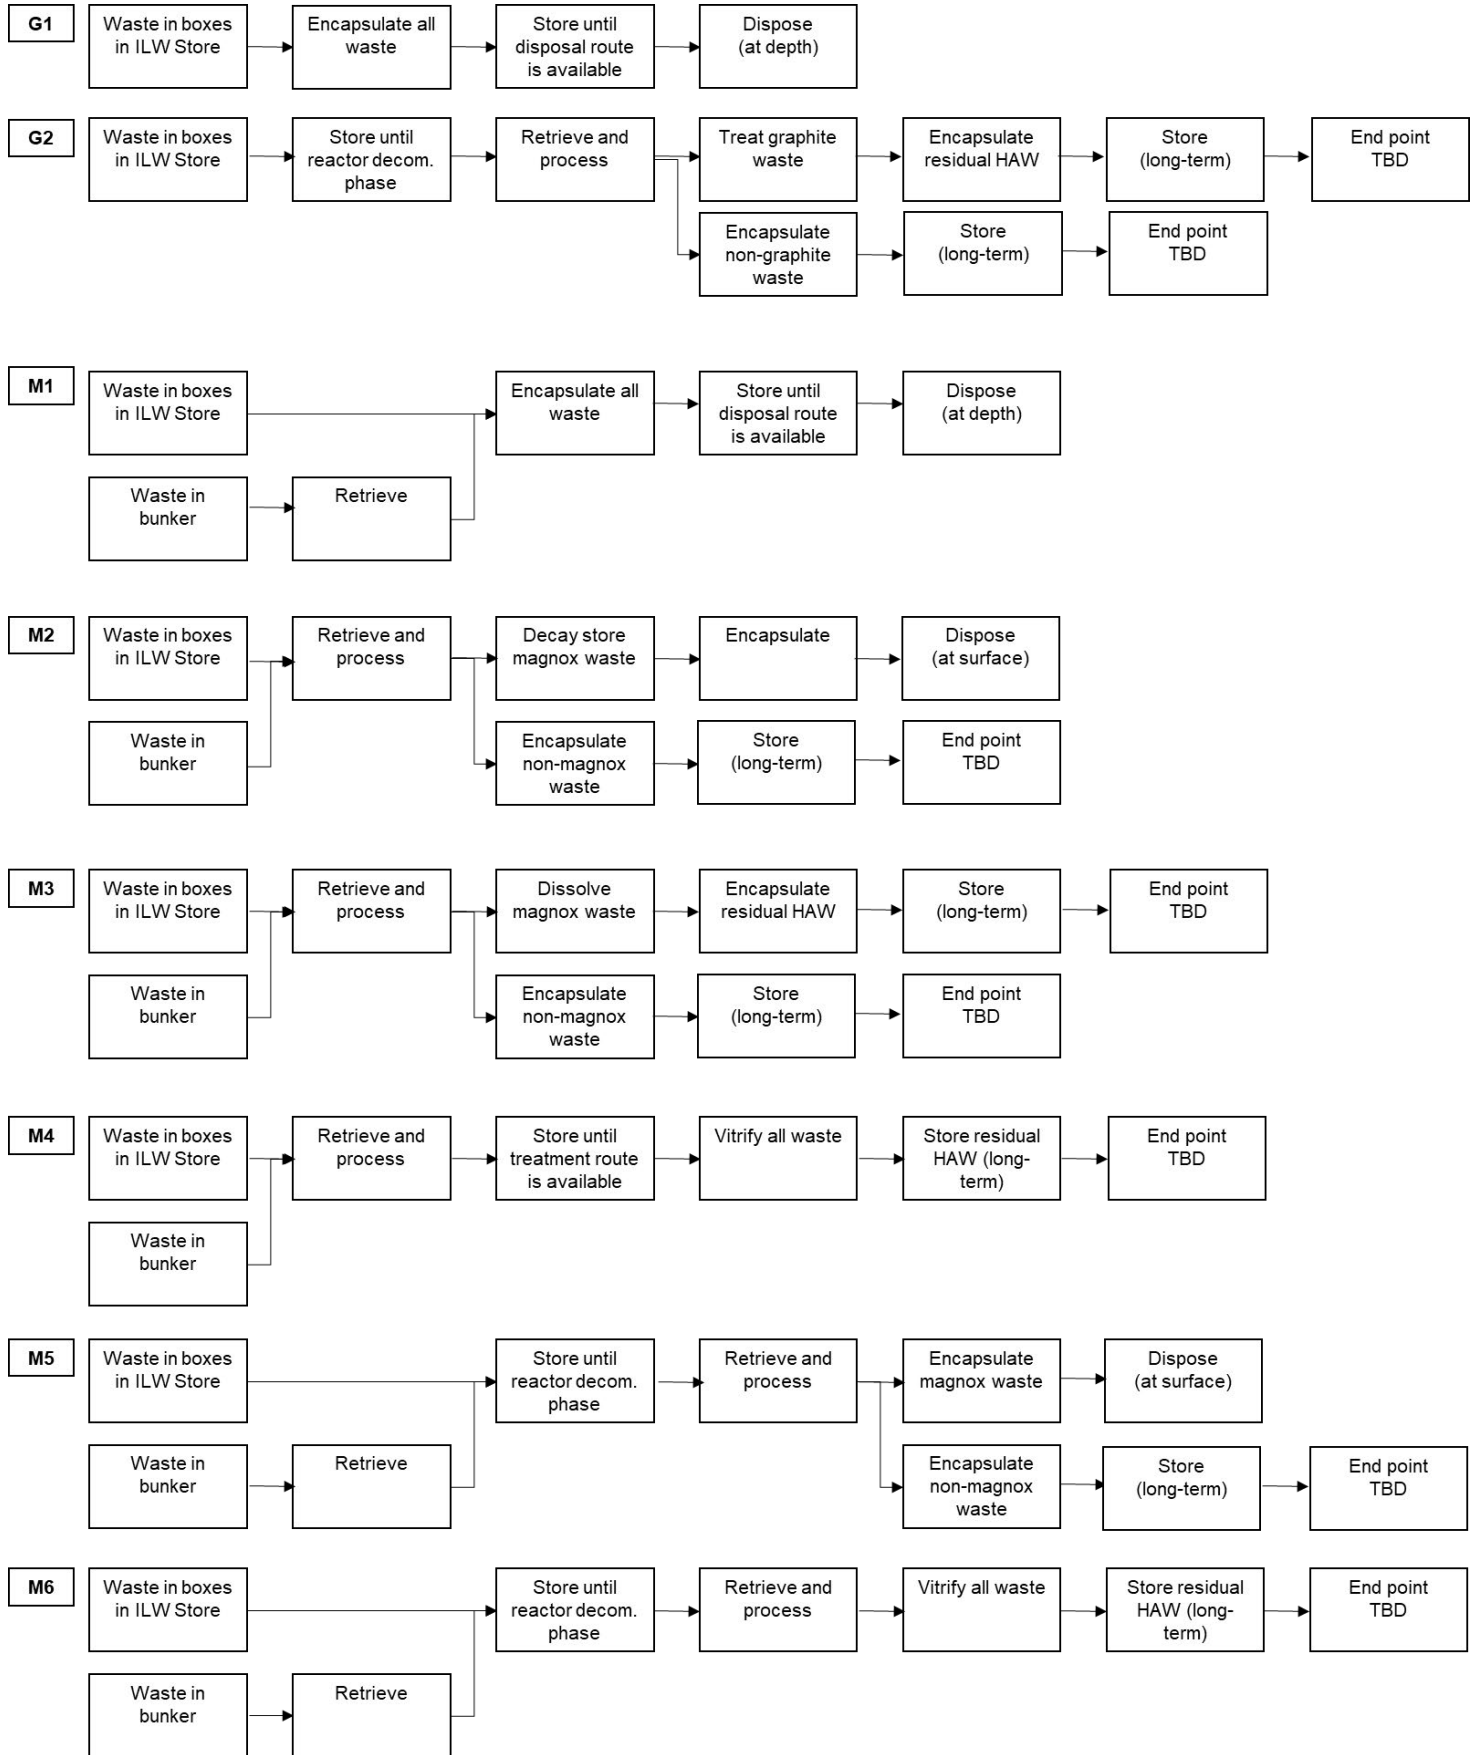 G1
Waste in boxes
in ILW Store
Encapsulate all
waste
Store until
disposal route
is available
Dispose
(at depth)
G2
Waste in boxes
in ILW Store
Store until
reactor decom.
phase
Retrieve and
process
Treat graphite
waste
Encapsulate
residual HAW
Store
(long-term)
End point
TBD
Encapsulate
non-graphite
waste
Store
(long-term)
End point
TBD
M1
Waste in boxes
in ILW Store
Encapsulate all
waste
Store until
disposal route
is available
Dispose
(at depth)
Waste in
bunker
Retrieve
M2
Waste in boxes
in ILW Store
Retrieve and
process
Decay store
magnox waste
Encapsulate
Dispose
(at surface)
Waste in
bunker
Encapsulate
non-magnox
waste
Store
(long-term)
End point
TBD
M3
Waste in boxes
in ILW Store
Retrieve and
process
Dissolve
magnox waste
Encapsulate
residual HAW
Store
(long-term)
End point
TBD
Waste in
bunker
Encapsulate
non-magnox
waste
Store
(long-term)
End point
TBD
M4
Waste in boxes
in ILW Store
Retrieve and
process
Store until
treatment route
is available
Vitrify all waste
Store residual
HAW (long-
term)
End point
TBD
Waste in
bunker
M5
Waste in boxes
in ILW Store
Store until
reactor decom.
phase
Retrieve and
process
Encapsulate
magnox waste
Dispose
(at surface)
Waste in
bunker
Retrieve
Encapsulate
non-magnox
waste
Store
(long-term)
End point
TBD
M6
Waste in boxes
in ILW Store
Store until
reactor decom.
phase
Retrieve and
process
Vitrify all waste
Store residual
HAW (long-
term)
End point
TBD
Waste in
bunker
Retrieve